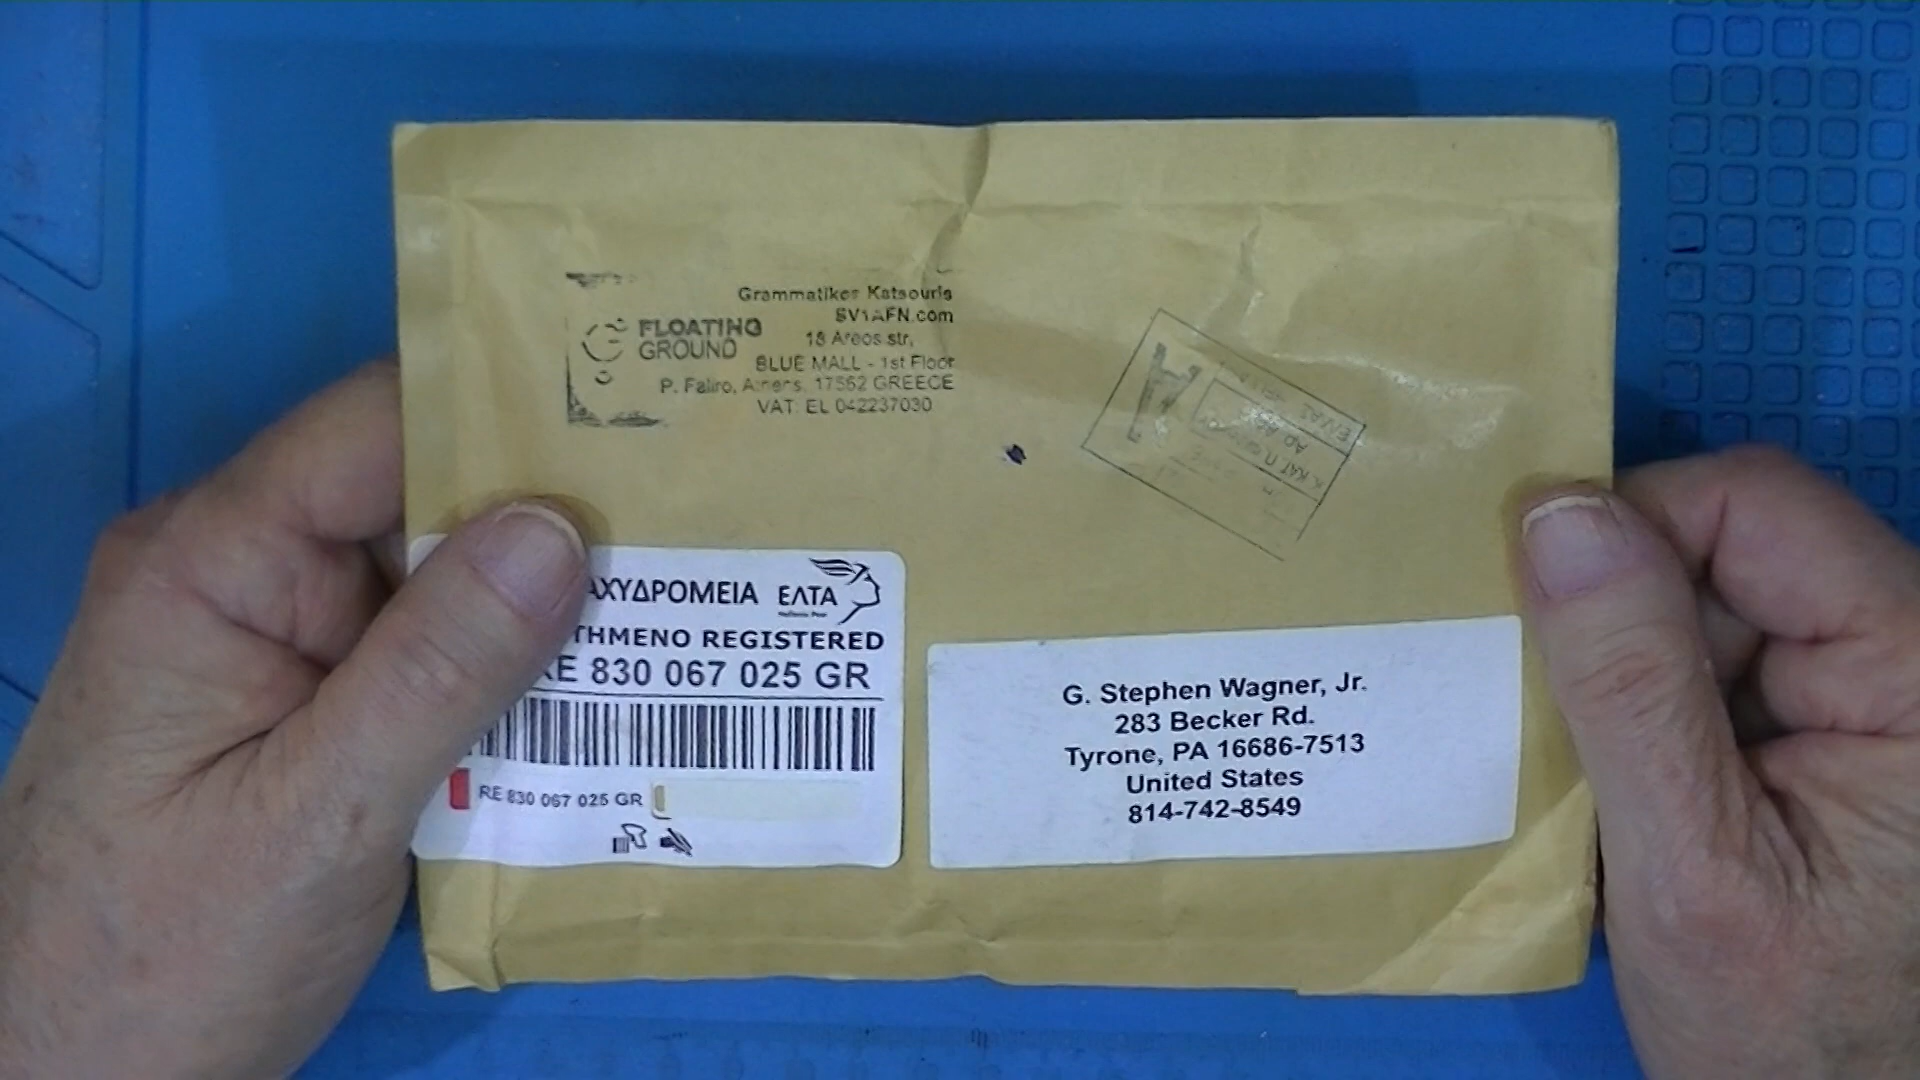 Grammatikos Katsouris
SV1AFN.com
FLOATING
GROUND
18 Areos str,
BLUE MALL - 1st Floor
P. Faliro, Athens, 17562 GREECE
VAT: EL 042237030
ΑΧΥΔΡΟΜΕΙΑ ΕΛΤΑ
Hellenic Post
ΤΗΜΕΝΟ REGISTERED
RE 830 067 025 GR
RE 830 067 025 GR
G. Stephen Wagner, Jr.
283 Becker Rd.
Tyrone, PA 16686-7513
United States
814-742-8549